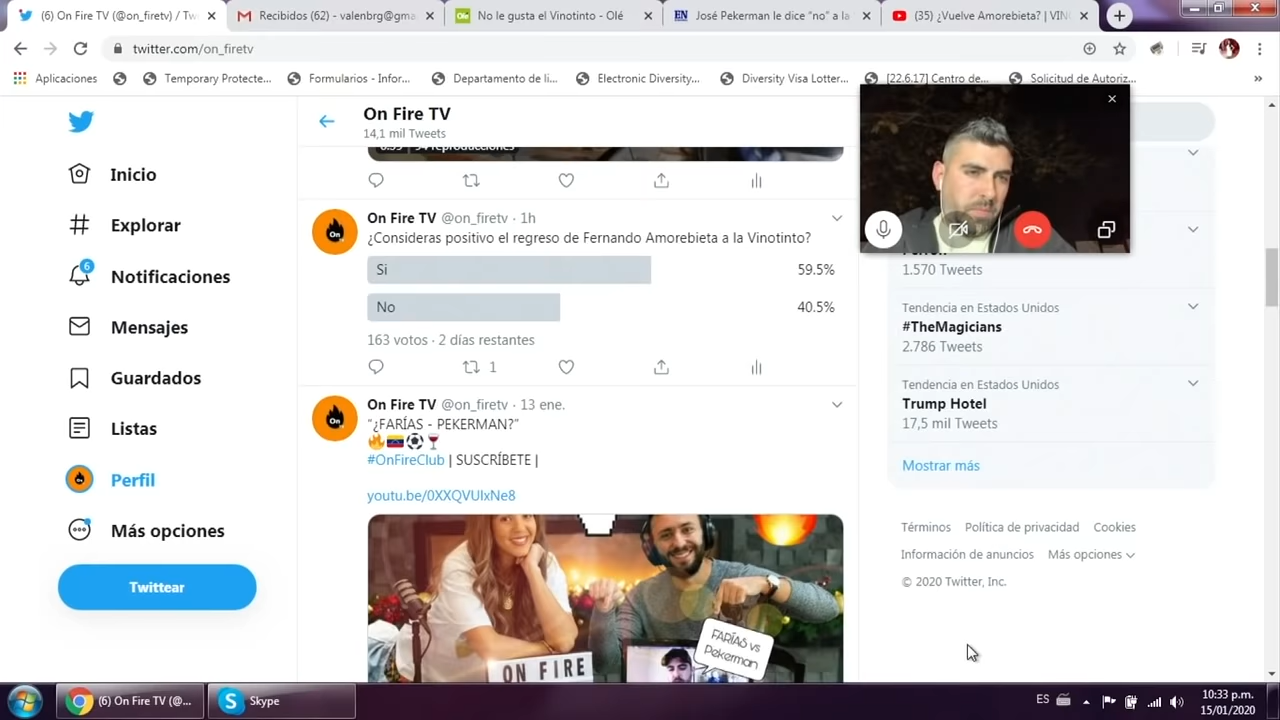 (6) On Fire TV (@on_firetv) / Tw
Recibidos (62) - valenbrg@gma
No le gusta el Vinotinto - Olé
José Pekerman le dice "no" a la
(35) ¿Vuelve Amorebieta? | VIN
twitter.com/on_firetv
Aplicaciones
Temporary Protecte...
Formularios - Infor...
Departamento de li...
Electronic Diversity...
Diversity Visa Lotter...
[22.6.17] Centro de...
Solicitud de Autoriz...
On Fire TV
14,1 mil Tweets
Inicio
Explorar
6
Notificaciones
Mensajes
Guardados
Listas
Perfil
Más opciones
Twittear
On Fire TV @on_firetv · 1h
¿Consideras positivo el regreso de Fernando Amorebieta a la Vinotinto?
Si 59.5%
No 40.5%
163 votos · 2 días restantes
1
On Fire TV @on_firetv · 13 ene.
"¿FARÍAS - PEKERMAN?"
#OnFireClub | SUSCRÍBETE |
youtu.be/0XXQVUIxNe8
FARÍAS vs
Pekerman
ON FIRE
1.570 Tweets
Tendencia en Estados Unidos
#TheMagicians
2.786 Tweets
Tendencia en Estados Unidos
Trump Hotel
17,5 mil Tweets
Mostrar más
Términos Política de privacidad Cookies
Información de anuncios Más opciones
© 2020 Twitter, Inc.
(6) On Fire TV (@...
Skype
ES
10:33 p.m.
15/01/2020